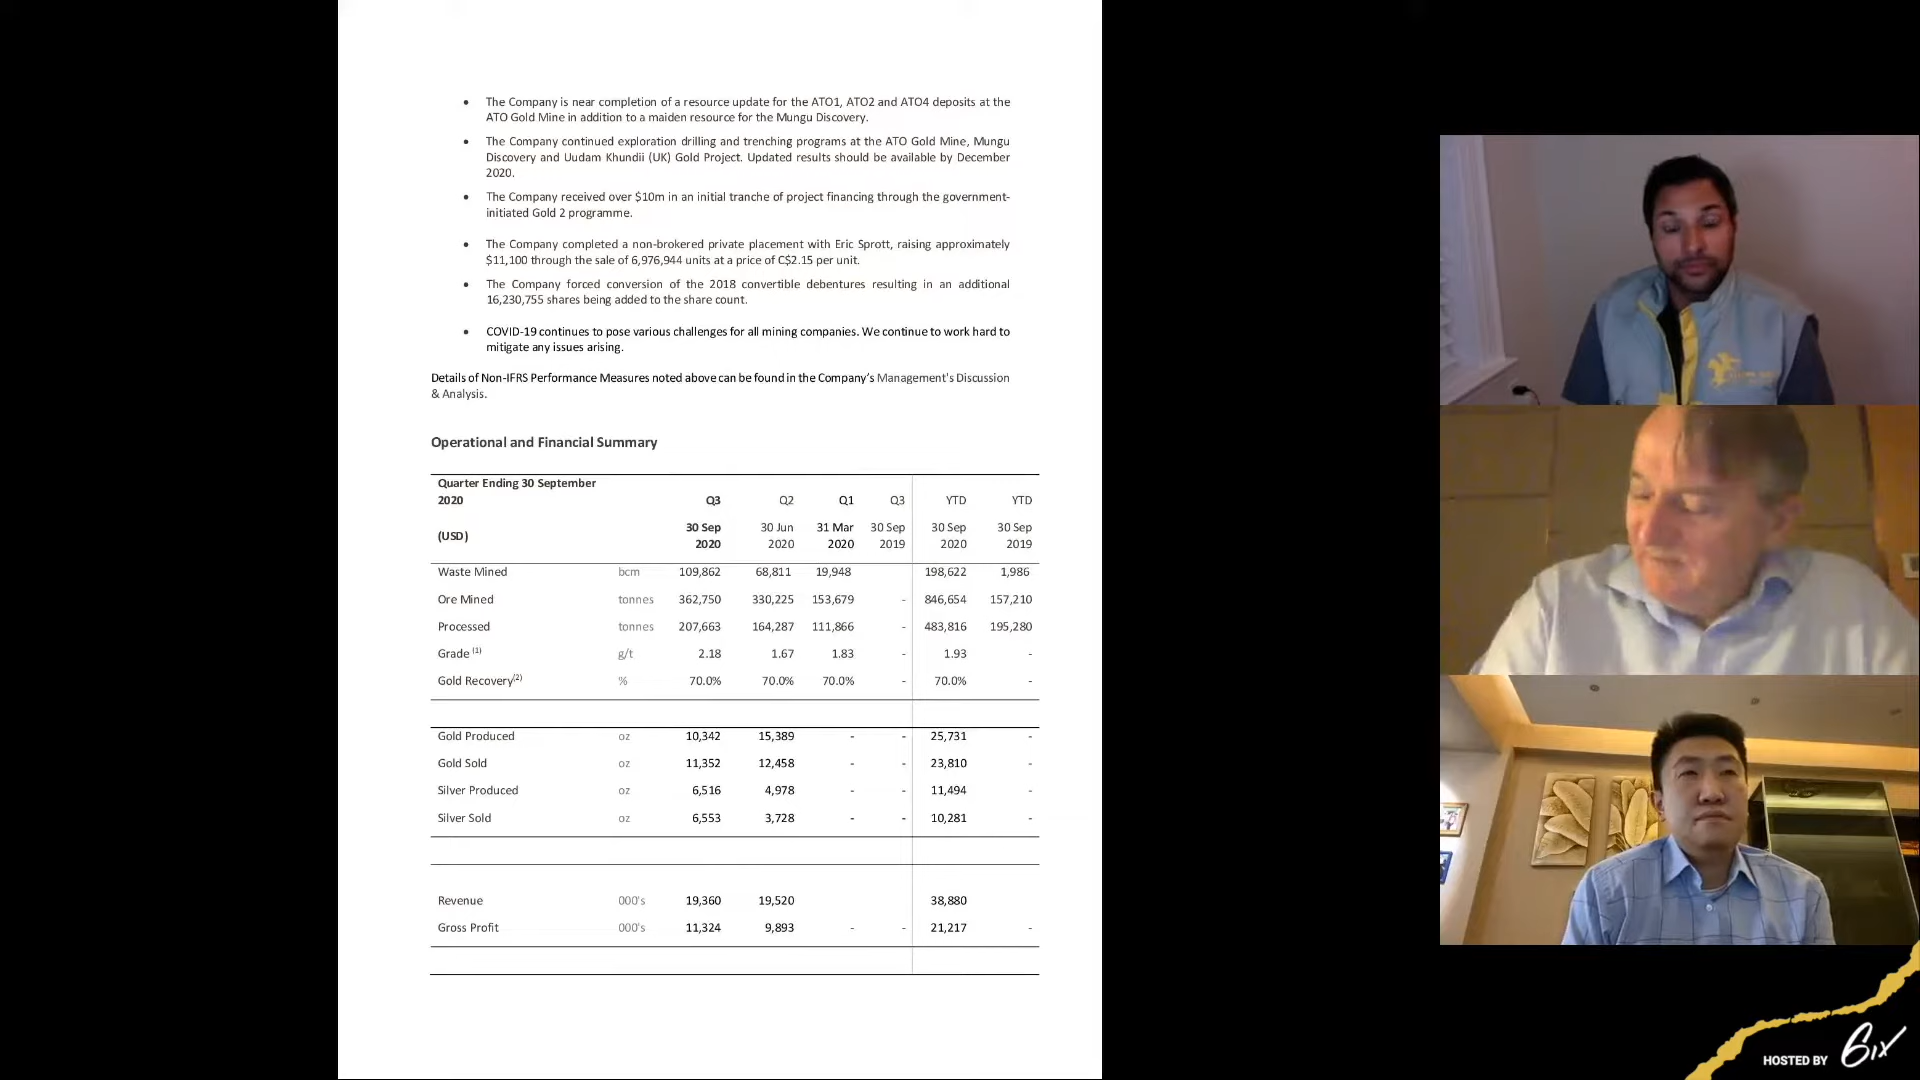 • The Company is near completion of a resource update for the ATO1, ATO2 and ATO4 deposits at the
ATO Gold Mine in addition to a maiden resource for the Mungu Discovery.
• The Company continued exploration drilling and trenching programs at the ATO Gold Mine, Mungu
Discovery and Uudam Khundii (UK) Gold Project. Updated results should be available by December
2020.
• The Company received over $10m in an initial tranche of project financing through the government-
initiated Gold 2 programme.
• The Company completed a non-brokered private placement with Eric Sprott, raising approximately
$11,100 through the sale of 6,976,944 units at a price of C$2.15 per unit.
• The Company forced conversion of the 2018 convertible debentures resulting in an additional
16,230,755 shares being added to the share count.
• COVID-19 continues to pose various challenges for all mining companies. We continue to work hard to
mitigate any issues arising.
Details of Non-IFRS Performance Measures noted above can be found in the Company's Management's Discussion
& Analysis.
Operational and Financial Summary
Quarter Ending 30 September
2020 Q3 Q2 Q1 Q3 YTD YTD
(USD) 30 Sep 30 Jun 31 Mar 30 Sep 30 Sep 30 Sep
2020 2020 2020 2019 2020 2019
Waste Mined bcm 109,862 68,811 19,948 198,622 1,986
Ore Mined tonnes 362,750 330,225 153,679 - 846,654 157,210
Processed tonnes 207,663 164,287 111,866 - 483,816 195,280
Grade (1) g/t 2.18 1.67 1.83 - 1.93 -
Gold Recovery(2) % 70.0% 70.0% 70.0% - 70.0% -
Gold Produced oz 10,342 15,389 - - 25,731 -
Gold Sold oz 11,352 12,458 - - 23,810 -
Silver Produced oz 6,516 4,978 - - 11,494 -
Silver Sold oz 6,553 3,728 - - 10,281 -
Revenue 000's 19,360 19,520 38,880
Gross Profit 000's 11,324 9,893 - - 21,217 -
HOSTED BY 6ix